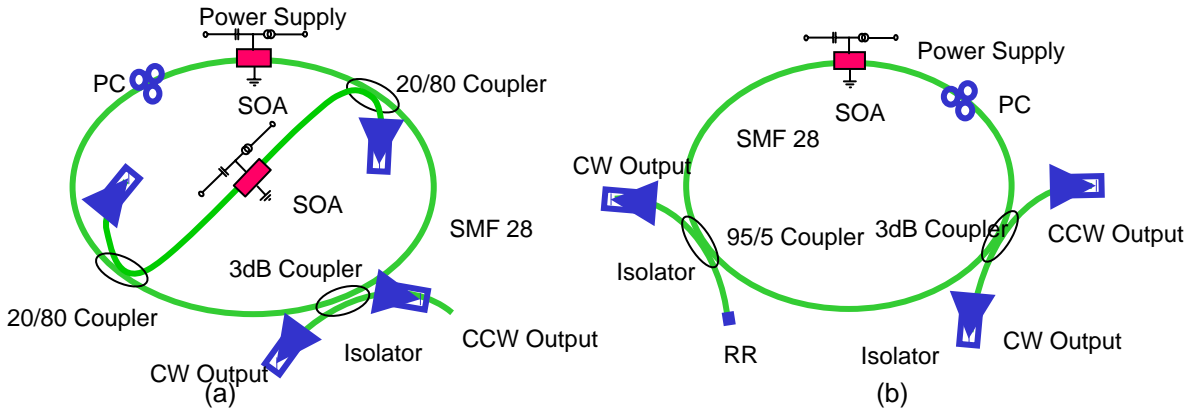 Power Supply
PC
SOA
20/80 Coupler
SOA
SMF 28
3dB Coupler
20/80 Coupler
Isolator
CCW Output
CW Output
(a)
Power Supply
SOA
PC
SMF 28
CW Output
95/5 Coupler
3dB Coupler
CCW Output
Isolator
RR
Isolator
CW Output
(b)